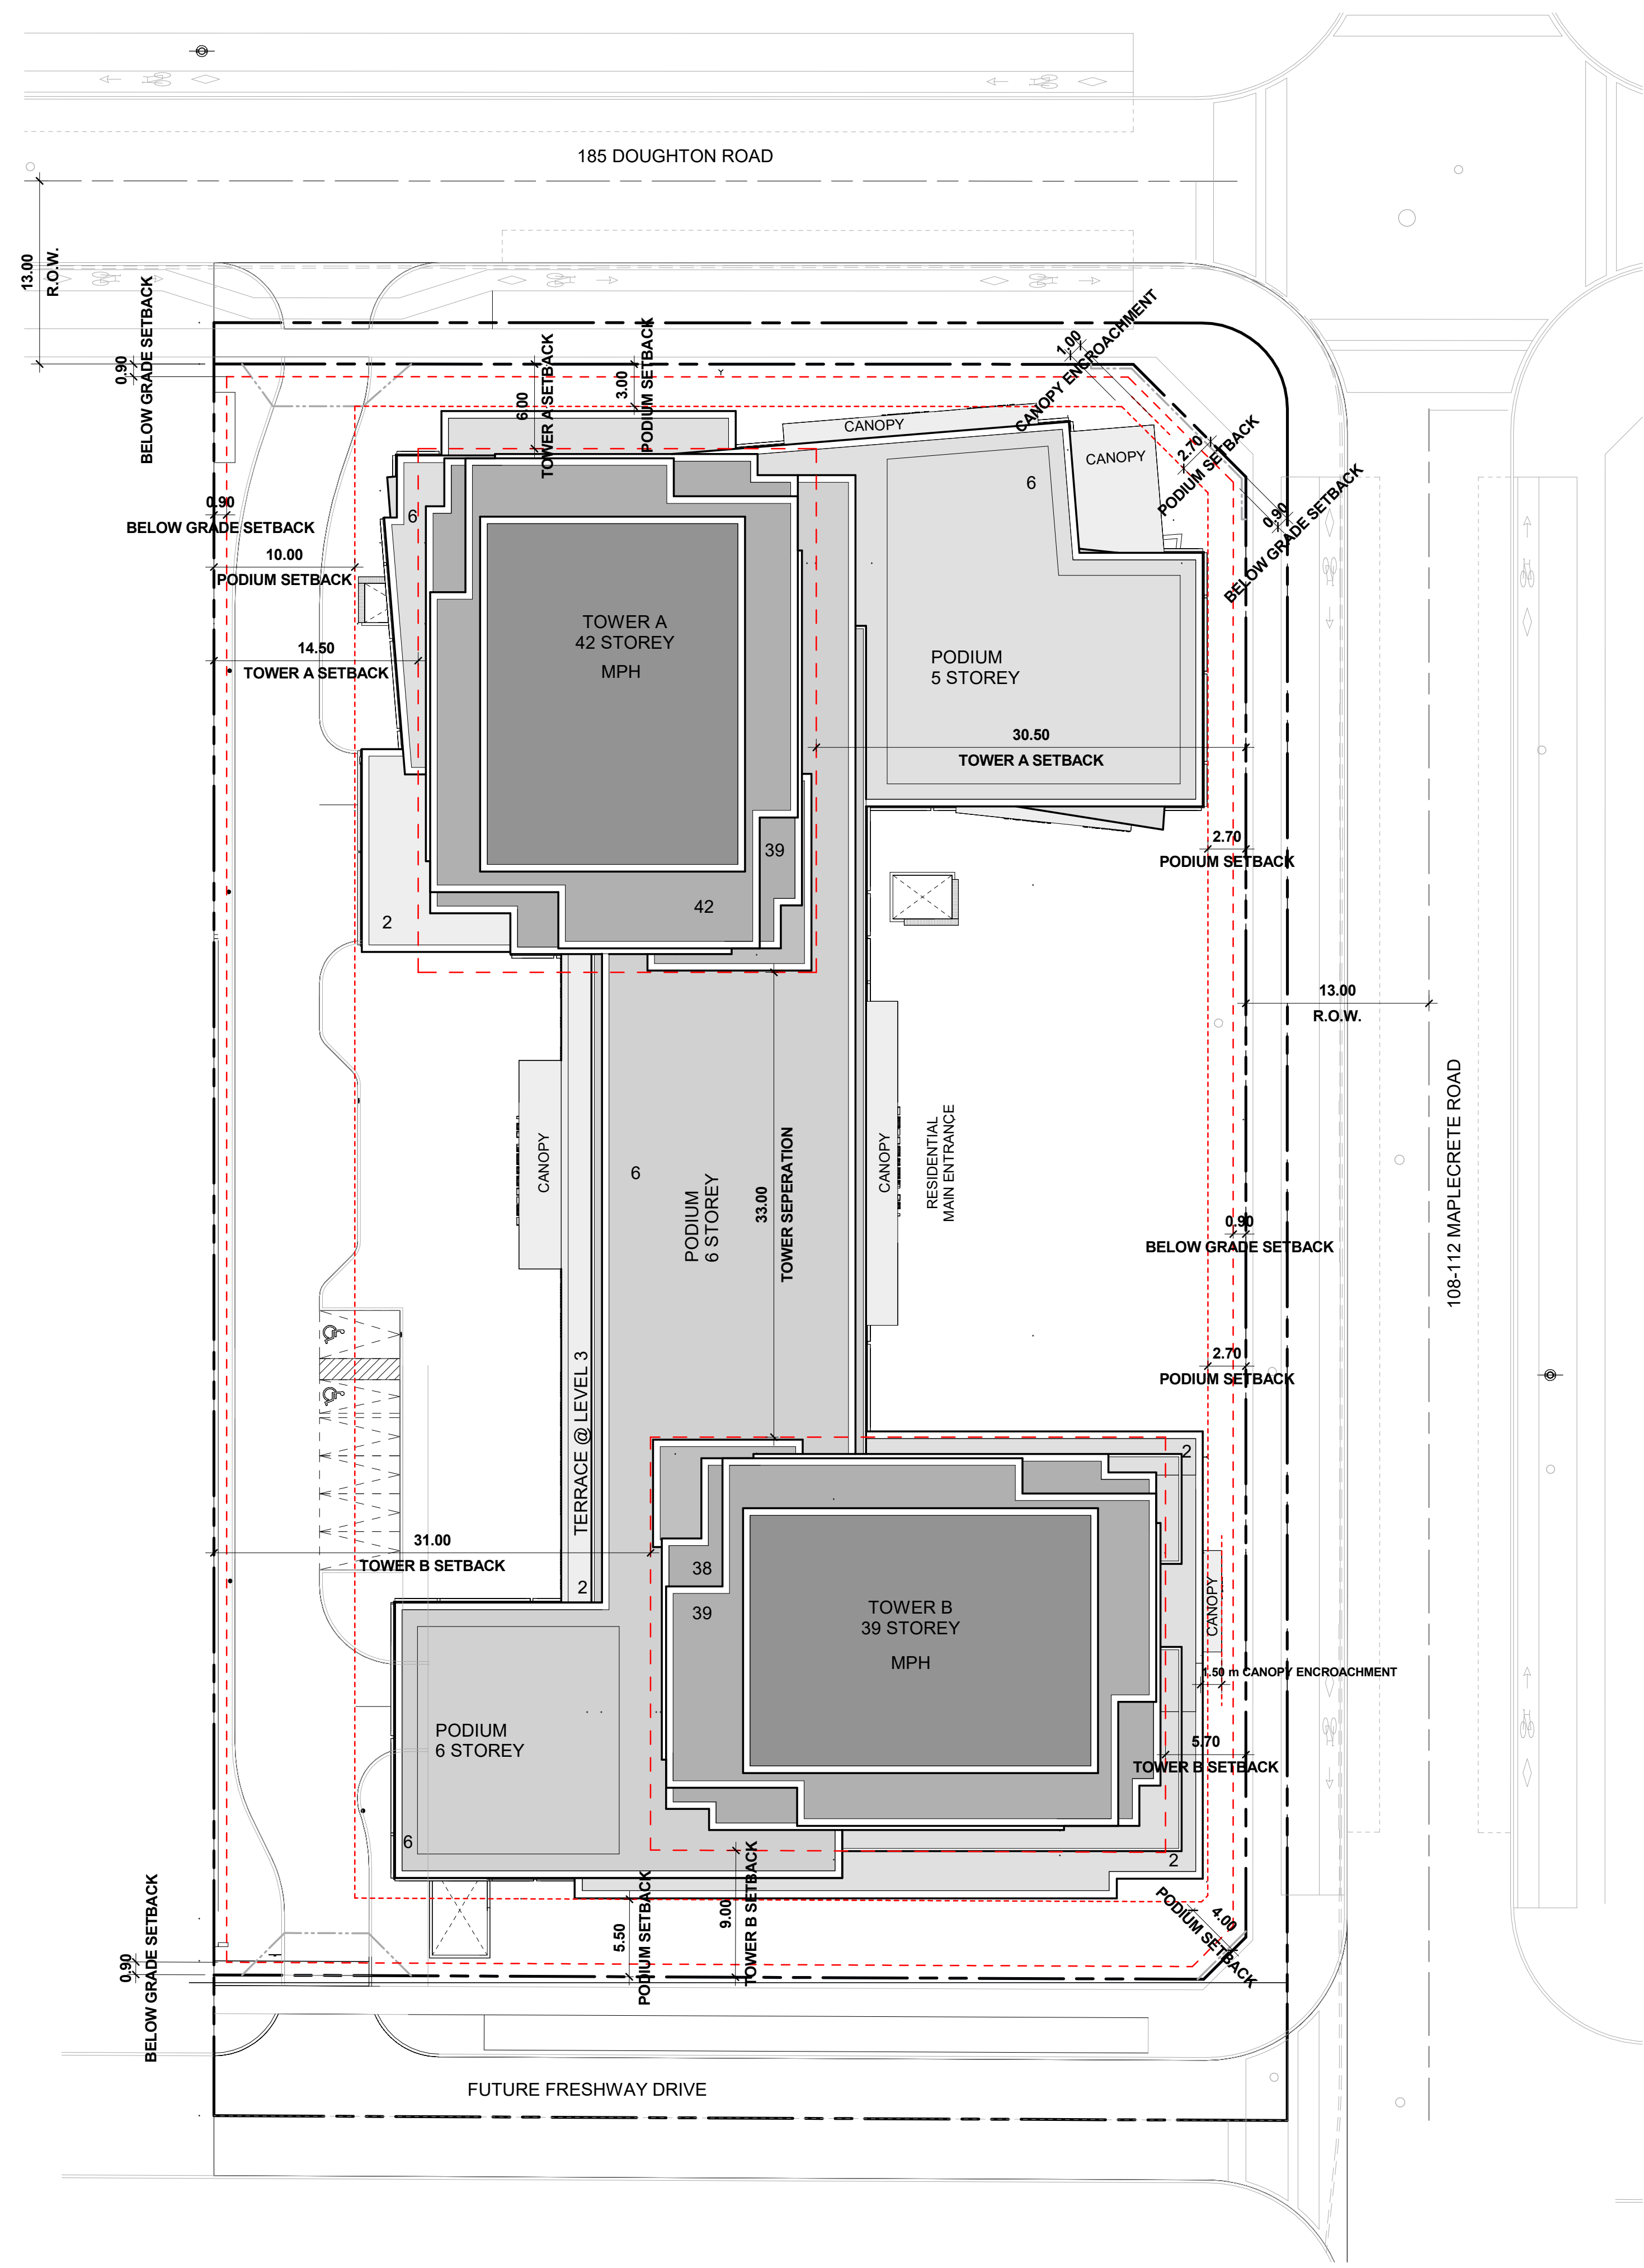 185 DOUGHTON ROAD
13.00
R.O.W.
0.90
BELOW GRADE SETBACK
6.00
TOWER A SETBACK
3.00
PODIUM SETBACK
1.00
CANOPY ENCROACHMENT
2.70
PODIUM SETBACK
0.90
BELOW GRADE SETBACK
CANOPY
CANOPY
6
6
0.90
BELOW GRADE SETBACK
10.00
PODIUM SETBACK
14.50
TOWER A SETBACK
TOWER A
42 STOREY
MPH
PODIUM
5 STOREY
30.50
TOWER A SETBACK
2.70
PODIUM SETBACK
39
42
2
13.00
R.O.W.
108-112 MAPLECRETE ROAD
CANOPY
6
PODIUM
6 STOREY
33.00
TOWER SEPERATION
CANOPY
RESIDENTIAL
MAIN ENTRANCE
0.90
BELOW GRADE SETBACK
2.70
PODIUM SETBACK
TERRACE @ LEVEL 3
2
31.00
TOWER B SETBACK
2
38
39
TOWER B
39 STOREY
MPH
CANOPY
1.50 m CANOPY ENCROACHMENT
5.70
TOWER B SETBACK
PODIUM
6 STOREY
6
2
5.50
PODIUM SETBACK
9.00
TOWER B SETBACK
4.00
PODIUM SETBACK
0.90
BELOW GRADE SETBACK
FUTURE FRESHWAY DRIVE